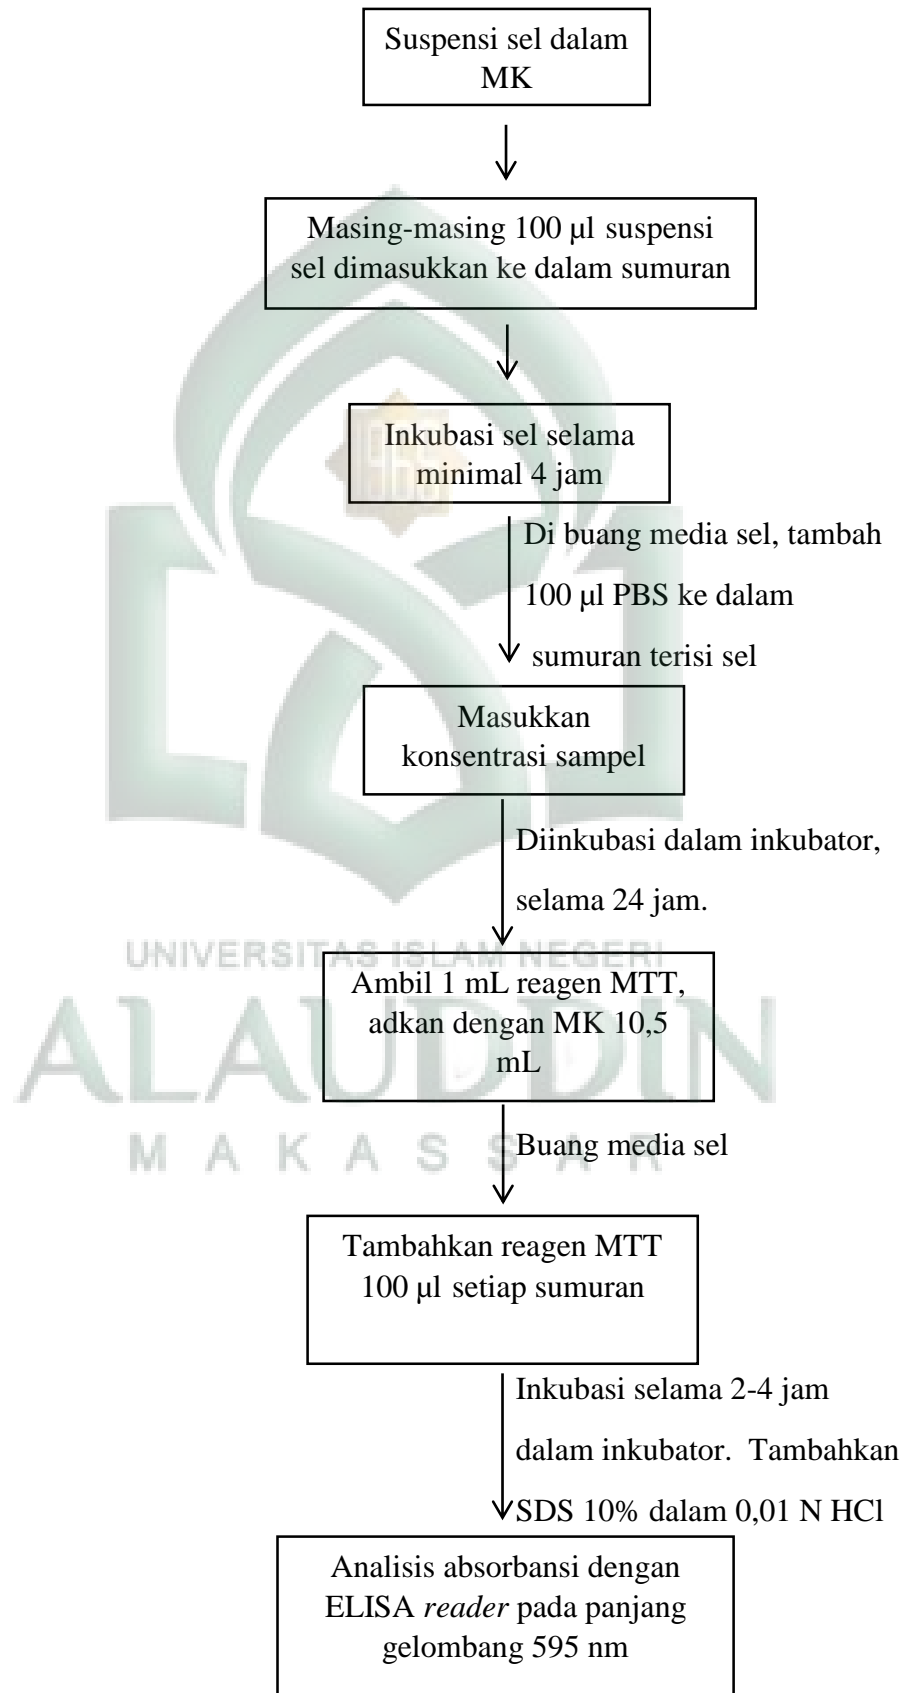 Suspensi sel dalam
MK
Masing-masing 100 µl suspensi
sel dimasukkan ke dalam sumuran
Inkubasi sel selama
minimal 4 jam
Di buang media sel, tambah
100 µl PBS ke dalam
sumuran terisi sel
Masukkan
konsentrasi sampel
Diinkubasi dalam inkubator,
selama 24 jam.
UNIVERSITAS ISLAM NEGERI
Ambil 1 mL reagen MTT,
adkan dengan MK 10,5
mL
ALAUDDIN
Buang media sel
MAKASSAR
Tambahkan reagen MTT
100 µl setiap sumuran
Inkubasi selama 2-4 jam
dalam inkubator. Tambahkan
SDS 10% dalam 0,01 N HCl
Analisis absorbansi dengan
ELISA reader pada panjang
gelombang 595 nm